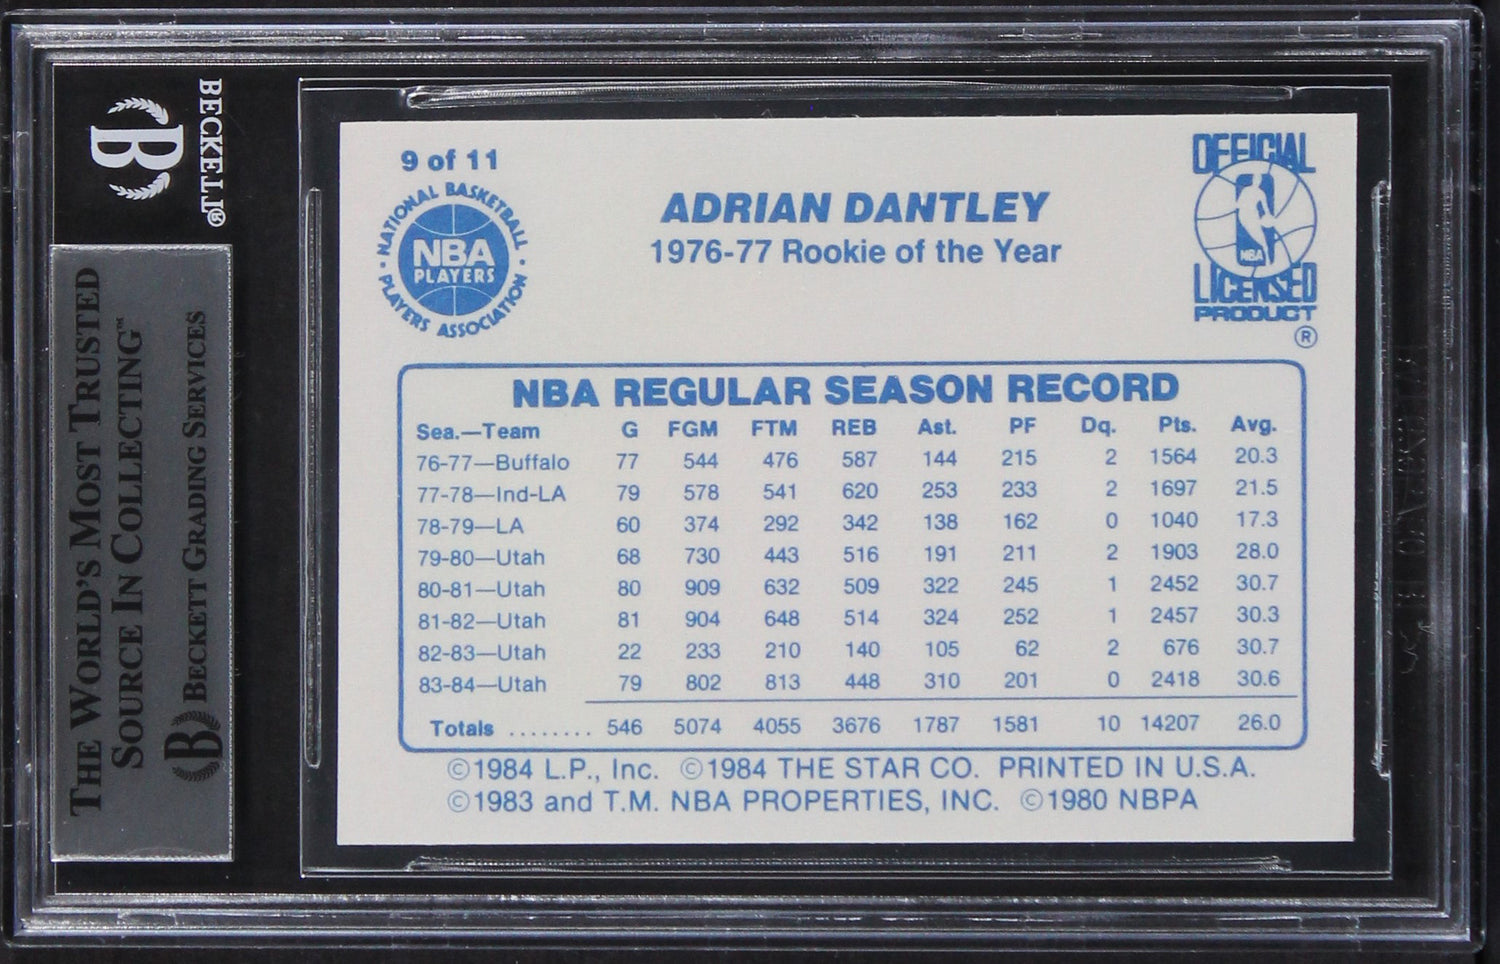 BECKETT®
B
THE WORLD'S MOST TRUSTED
SOURCE IN COLLECTING™
B BECKETT GRADING SERVICES
9 of 11
NATIONAL BASKETBALL
NBA
PLAYERS
PLAYERS ASSOCIATION
ADRIAN DANTLEY
1976-77 Rookie of the Year
OFFICIAL
NBA
LICENSED
PRODUCT
®
NBA REGULAR SEASON RECORD
Sea.—Team G FGM FTM REB Ast. PF Dq. Pts. Avg.
76-77—Buffalo 77 544 476 587 144 215 2 1564 20.3
77-78—Ind-LA 79 578 541 620 253 233 2 1697 21.5
78-79—LA 60 374 292 342 138 162 0 1040 17.3
79-80—Utah 68 730 443 516 191 211 2 1903 28.0
80-81—Utah 80 909 632 509 322 245 1 2452 30.7
81-82—Utah 81 904 648 514 324 252 1 2457 30.3
82-83—Utah 22 233 210 140 105 62 2 676 30.7
83-84—Utah 79 802 813 448 310 201 0 2418 30.6
Totals ........ 546 5074 4055 3676 1787 1581 10 14207 26.0
©1984 L.P., Inc. ©1984 THE STAR CO. PRINTED IN U.S.A.
©1983 and T.M. NBA PROPERTIES, INC. ©1980 NBPA